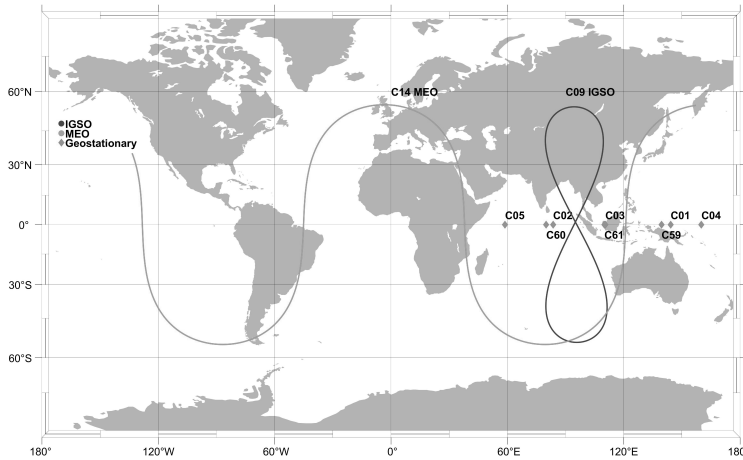 60°N
C14 MEO
C09 IGSO
IGSO
MEO
Geostationary
30°N
C05
C02
C03
C01
C04
0°
C60
C61
C59
30°S
60°S
180°
120°W
60°W
0°
60°E
120°E
180